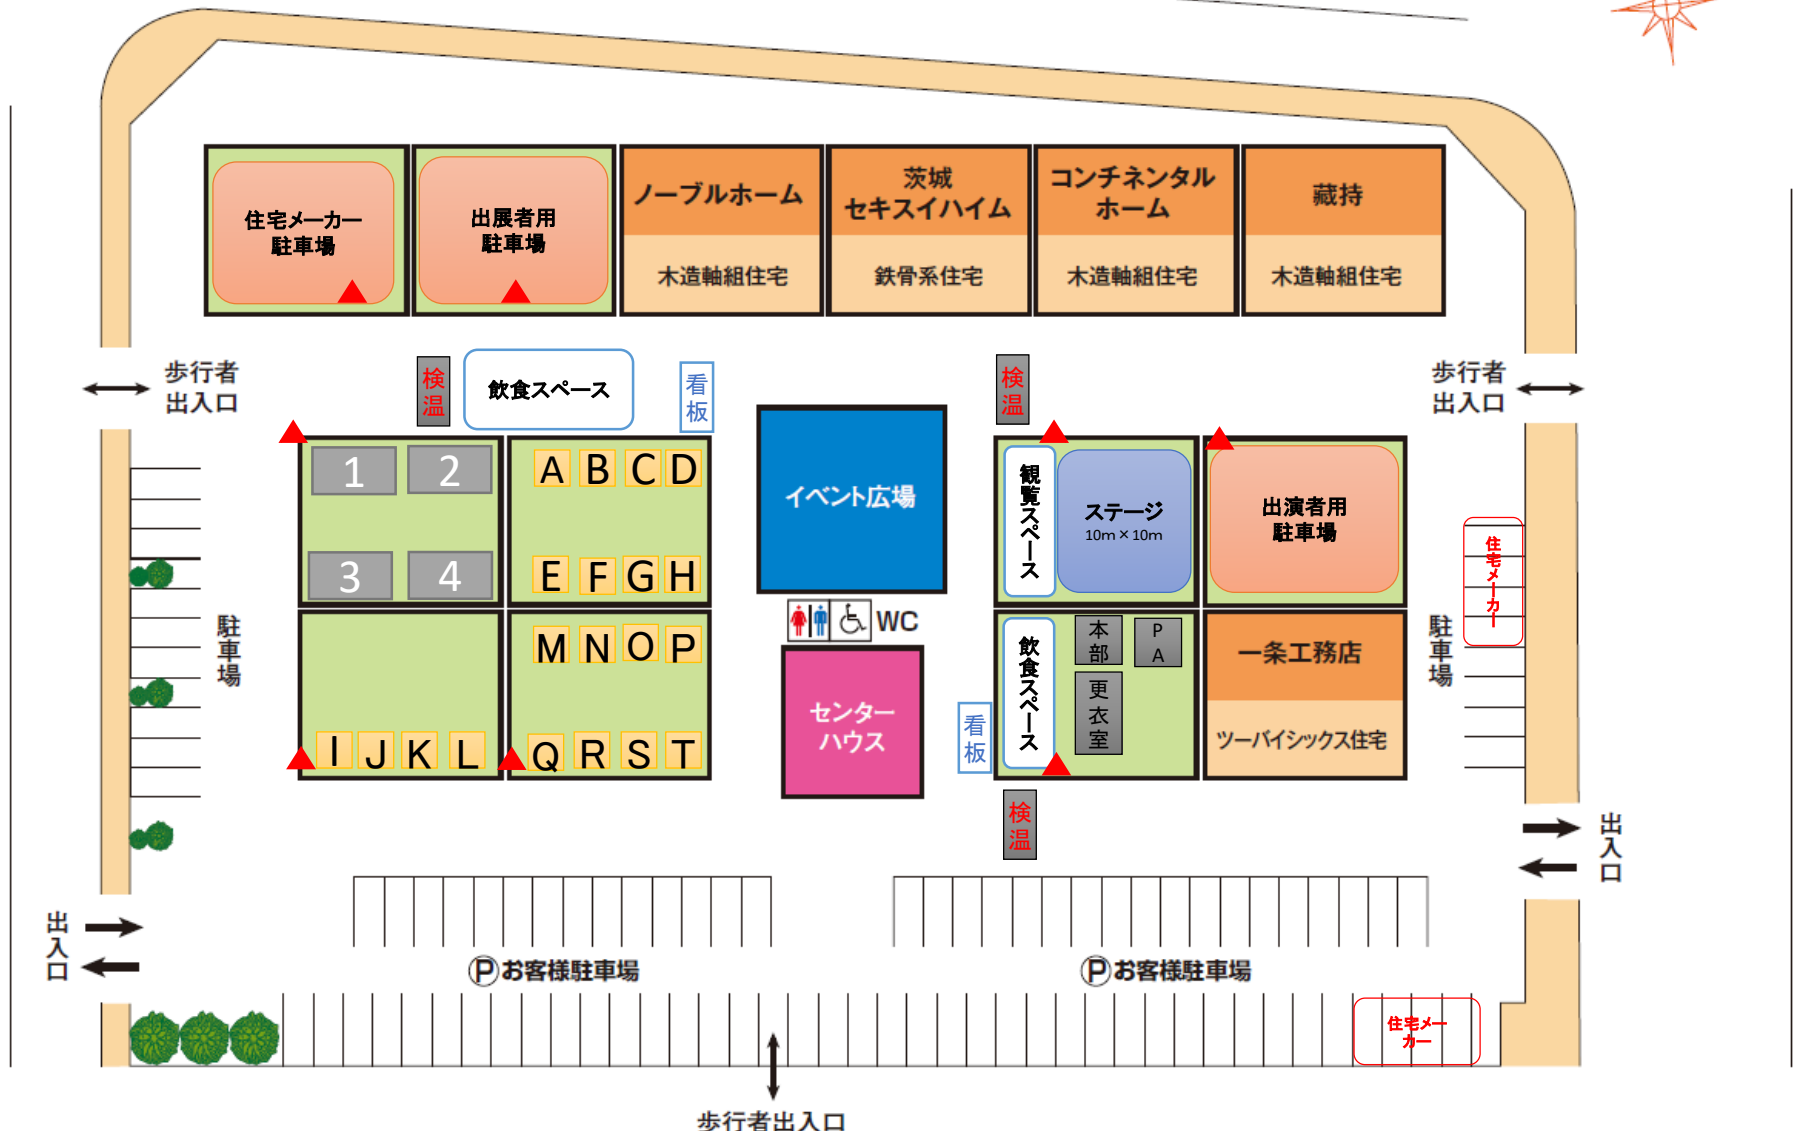 住宅メーカー
駐車場
出展者用
駐車場
ノーブルホーム
木造軸組住宅
茨城
セキスイハイム
鉄骨系住宅
コンチネンタル
ホーム
木造軸組住宅
藏持
木造軸組住宅
歩行者
出入口
検温
飲食スペース
看板
検温
歩行者
出入口
1
2
3
4
A B C D
E F G H
イベント広場
観覧スペース
ステージ
10m×10m
出演者用
駐車場
住宅メーカー
駐車場
I J K L
M N O P
Q R S T
WC
センター
ハウス
看板
飲食スペース
本部
PA
更衣室
一条工務店
ツーバイシックス住宅
駐車場
検温
出入口
出入口
Pお客様駐車場
Pお客様駐車場
住宅メー
カー
歩行者出入口